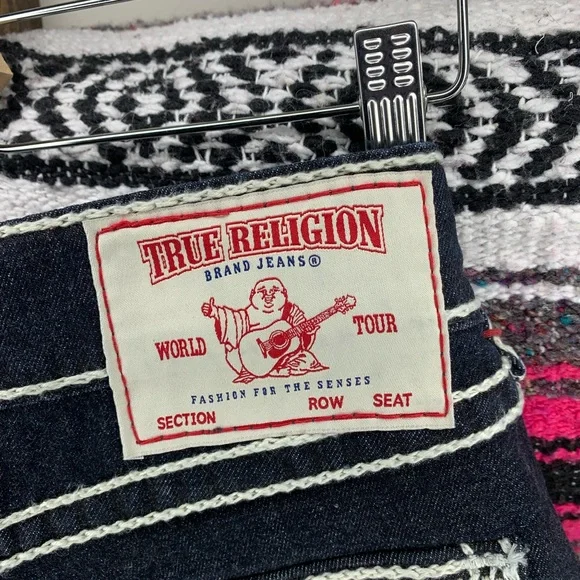 TRUE RELIGION
BRAND JEANS®
WORLD TOUR
FASHION FOR THE SENSES
SECTION ROW SEAT